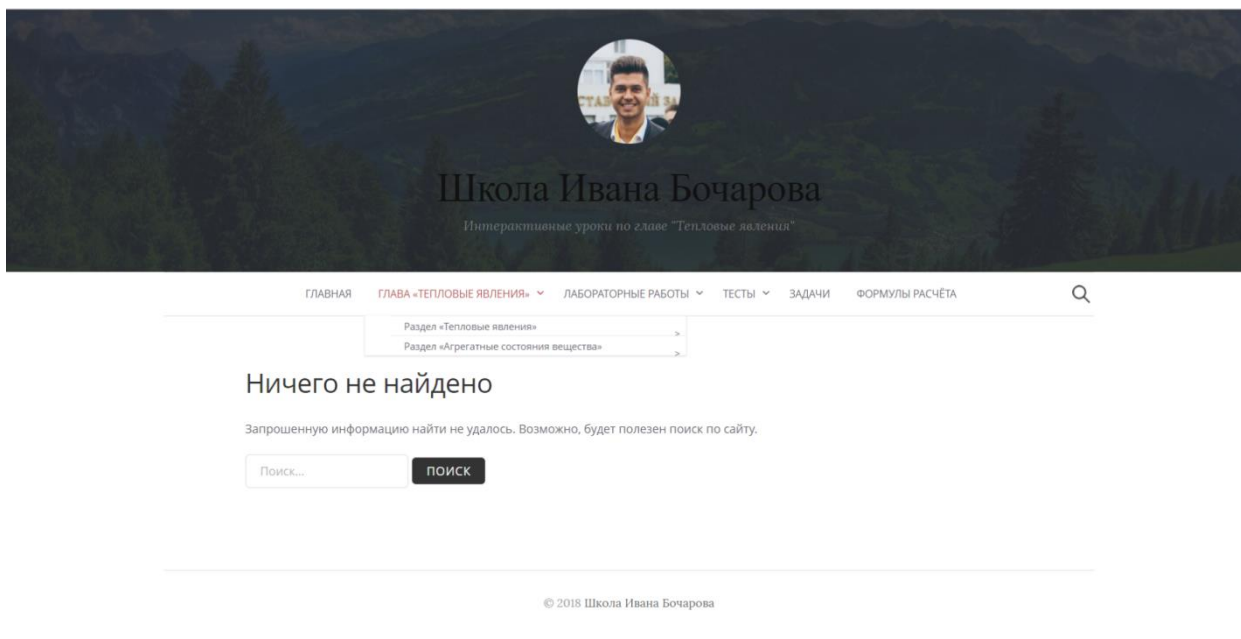 Школа Ивана Бочарова
Интерактивные уроки по главе "Тепловые явления"
ГЛАВНАЯ ГЛАВА «ТЕПЛОВЫЕ ЯВЛЕНИЯ» ЛАБОРАТОРНЫЕ РАБОТЫ ТЕСТЫ ЗАДАЧИ ФОРМУЛЫ РАСЧЁТА
Раздел «Тепловые явления» >
Раздел «Агрегатные состояния вещества» >
Ничего не найдено
Запрошенную информацию найти не удалось. Возможно, будет полезен поиск по сайту.
Поиск... ПОИСК
© 2018 Школа Ивана Бочарова